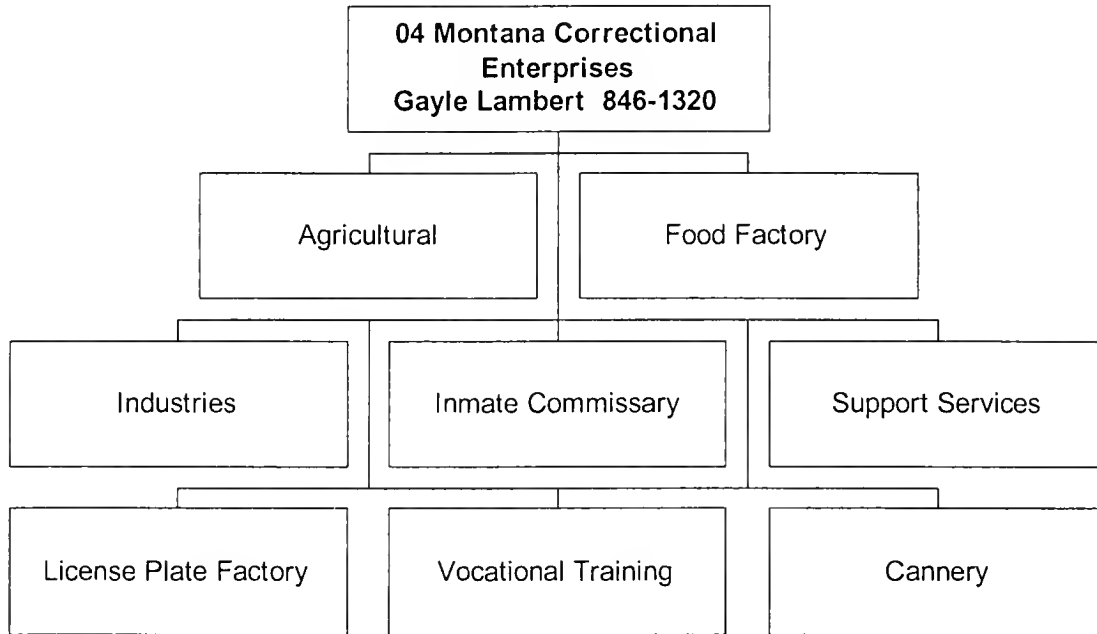 04 Montana Correctional
Enterprises
Gayle Lambert 846-1320
Agricultural
Food Factory
Industries
Inmate Commissary
Support Services
License Plate Factory
Vocational Training
Cannery